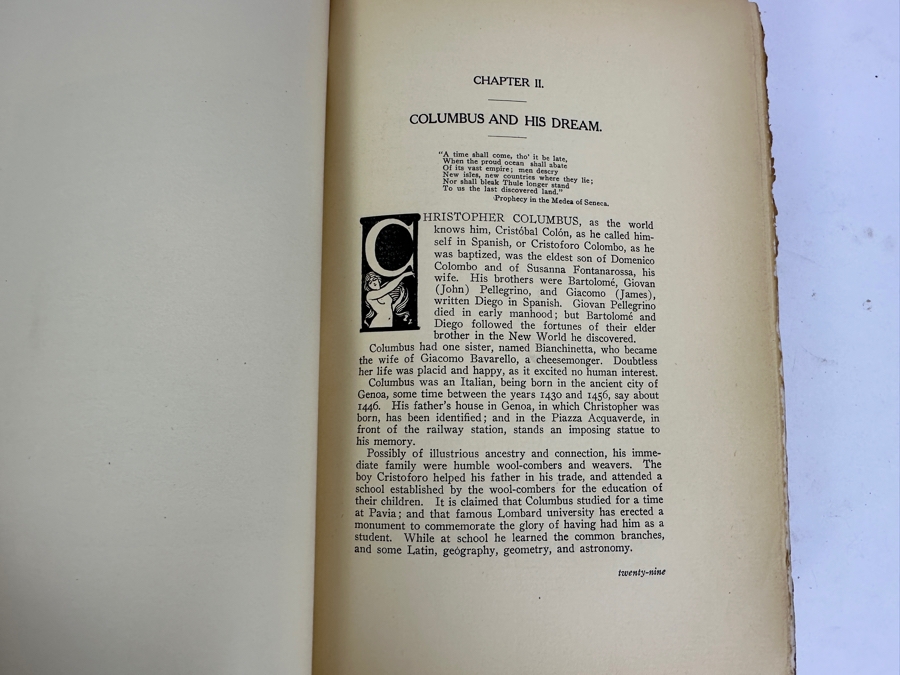 CHAPTER II.
COLUMBUS AND HIS DREAM.
"A time shall come, tho' it be late,
When the proud ocean shall abate
Of its vast empire; men descry
New isles, new countries where they lie;
Nor shall bleak Thule longer stand
To us the last discovered land."
Prophecy in the Medea of Seneca.
CHRISTOPHER COLUMBUS, as the world
knows him, Cristóbal Colón, as he called him-
self in Spanish, or Cristoforo Colombo, as he
was baptized, was the eldest son of Domenico
Colombo and of Susanna Fontanarossa, his
wife. His brothers were Bartolomé, Giovan
(John) Pellegrino, and Giacomo (James),
written Diego in Spanish. Giovan Pellegrino
died in early manhood; but Bartolomé and
Diego followed the fortunes of their elder
brother in the New World he discovered.
Columbus had one sister, named Bianchinetta, who became
the wife of Giacomo Bavarello, a cheesemonger. Doubtless
her life was placid and happy, as it excited no human interest.
Columbus was an Italian, being born in the ancient city of
Genoa, some time between the years 1430 and 1456, say about
1446. His father's house in Genoa, in which Christopher was
born, has been identified; and in the Piazza Acquaverde, in
front of the railway station, stands an imposing statue to
his memory.
Possibly of illustrious ancestry and connection, his imme-
diate family were humble wool-combers and weavers. The
boy Cristoforo helped his father in his trade, and attended a
school established by the wool-combers for the education of
their children. It is claimed that Columbus studied for a time
at Pavia; and that famous Lombard university has erected a
monument to commemorate the glory of having had him as a
student. While at school he learned the common branches,
and some Latin, geography, geometry, and astronomy.
twenty-nine